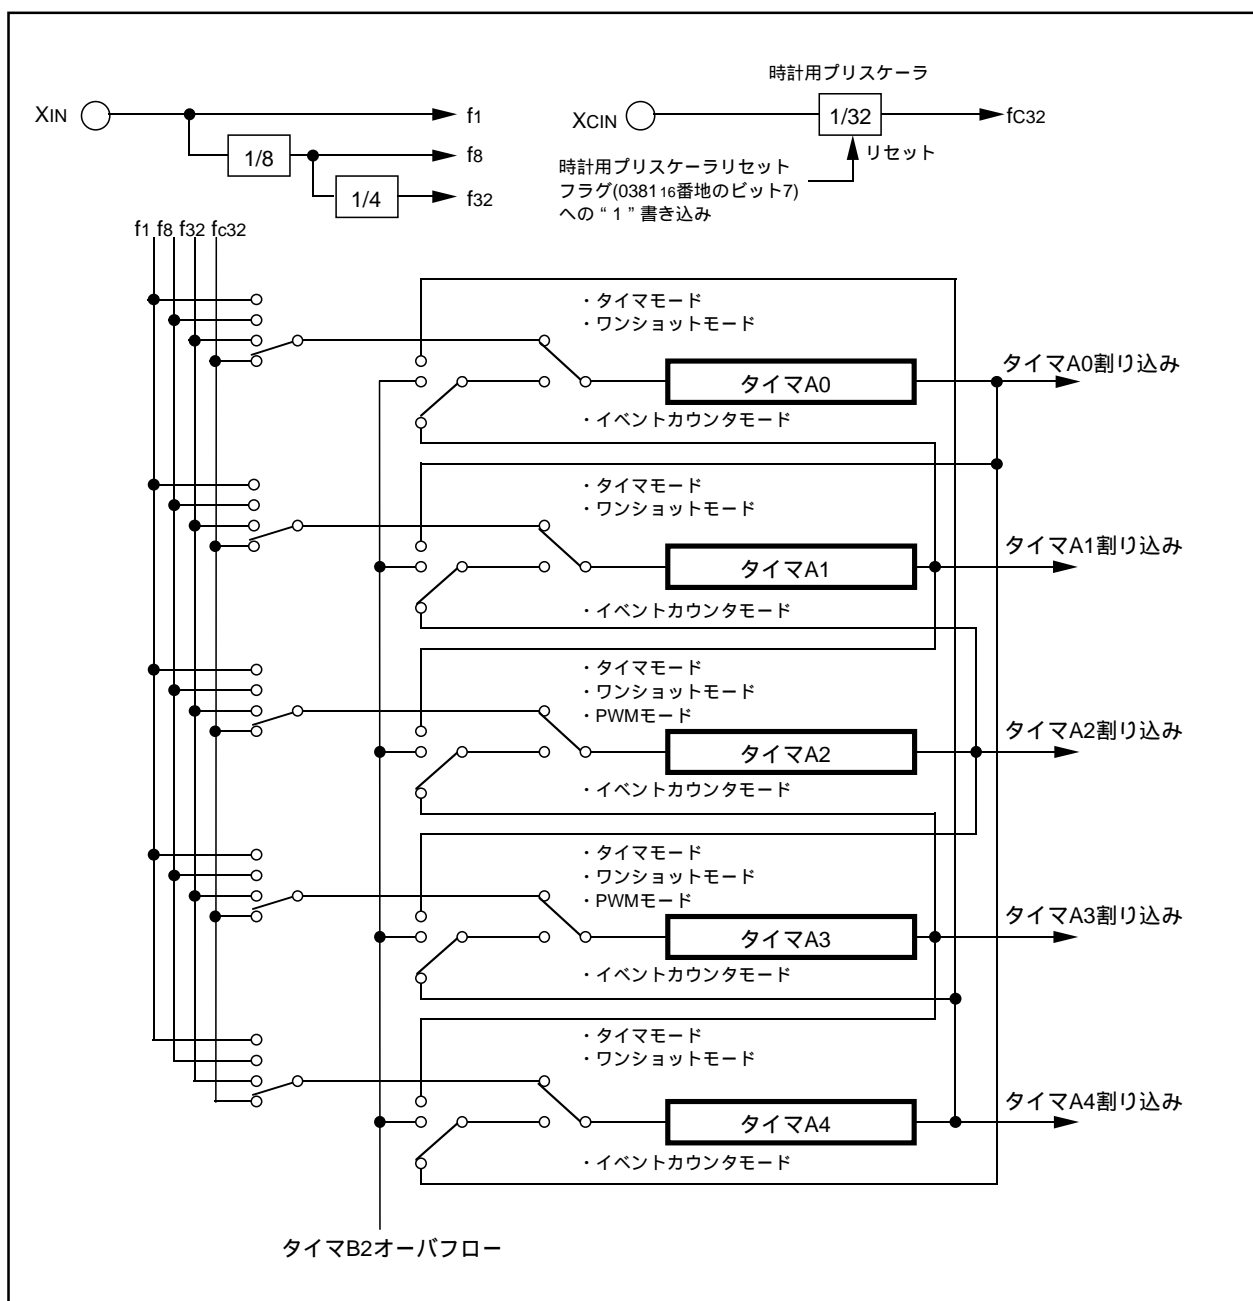 XIN
f1
1/8
f8
1/4
f32
時計用プリスケーラ
XCIN
1/32
fC32
リセット
時計用プリスケーラリセット
フラグ(038116番地のビット7)
への“1”書き込み
f1 f8 f32 fc32
・タイマモード
・ワンショットモード
タイマA0
タイマA0割り込み
・イベントカウンタモード
・タイマモード
・ワンショットモード
タイマA1
タイマA1割り込み
・イベントカウンタモード
・タイマモード
・ワンショットモード
・PWMモード
タイマA2
タイマA2割り込み
・イベントカウンタモード
・タイマモード
・ワンショットモード
・PWMモード
タイマA3
タイマA3割り込み
・イベントカウンタモード
・タイマモード
・ワンショットモード
タイマA4
タイマA4割り込み
・イベントカウンタモード
タイマB2オーバフロー